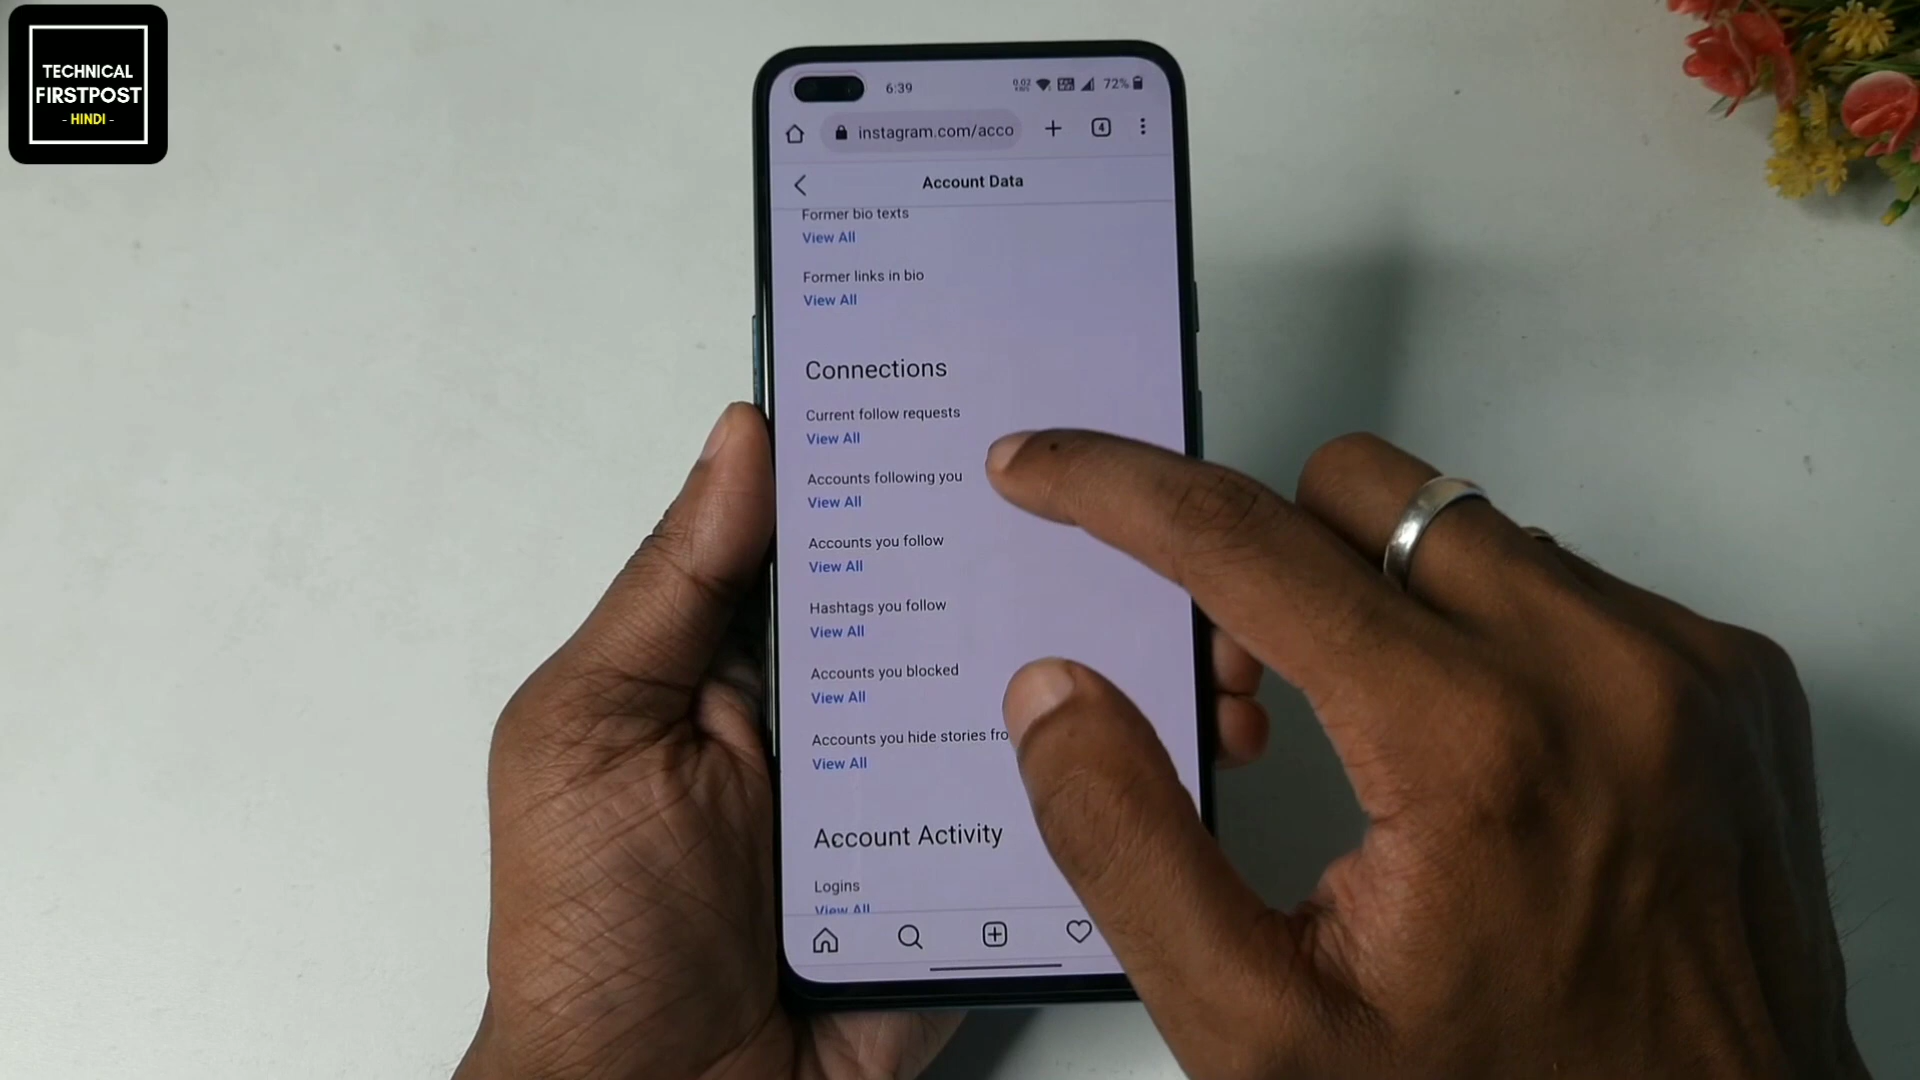 TECHNICAL
FIRSTPOST
- HINDI -
6:39
72%
instagram.com/acco
4
Account Data
Former bio texts
View All
Former links in bio
View All
Connections
Current follow requests
View All
Accounts following you
View All
Accounts you follow
View All
Hashtags you follow
View All
Accounts you blocked
View All
Accounts you hide stories fro
View All
Account Activity
Logins
View All